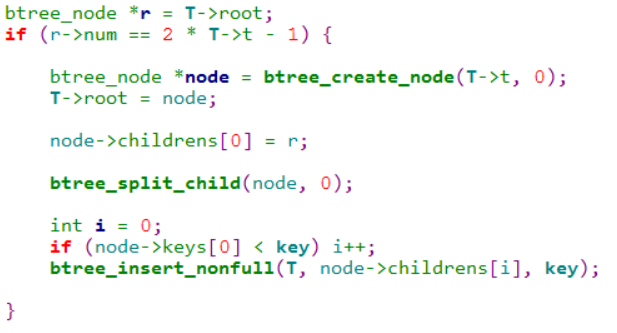 btree_node *r = T->root;
if (r->num == 2 * T->t - 1) {
btree_node *node = btree_create_node(T->t, 0);
T->root = node;
node->childrens[0] = r;
btree_split_child(node, 0);
int i = 0;
if (node->keys[0] < key) i++;
btree_insert_nonfull(T, node->childrens[i], key);
}